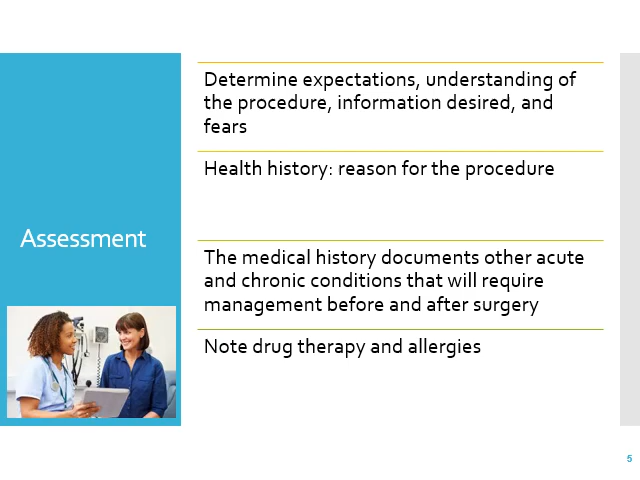 Assessment
Determine expectations, understanding of
the procedure, information desired, and
fears
Health history: reason for the procedure
The medical history documents other acute
and chronic conditions that will require
management before and after surgery
Note drug therapy and allergies
5